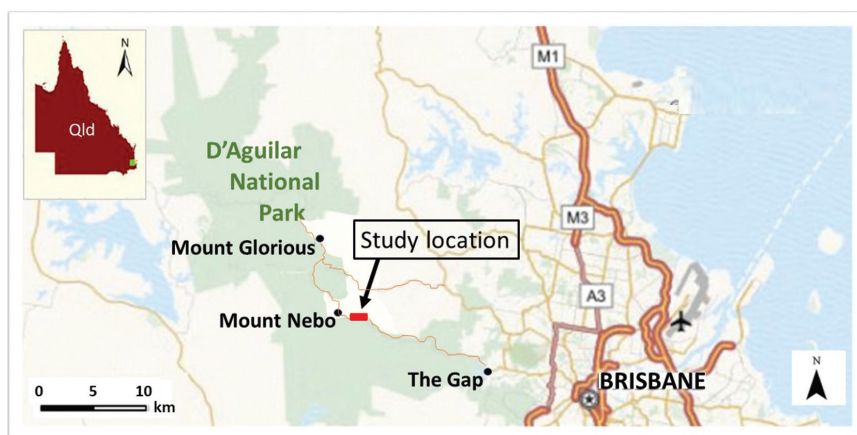 N
Qld
D'Aguilar
National
Park
Mount Glorious
Study location
Mount Nebo
The Gap
BRISBANE
M1
M3
A3
N
0 5 10
km